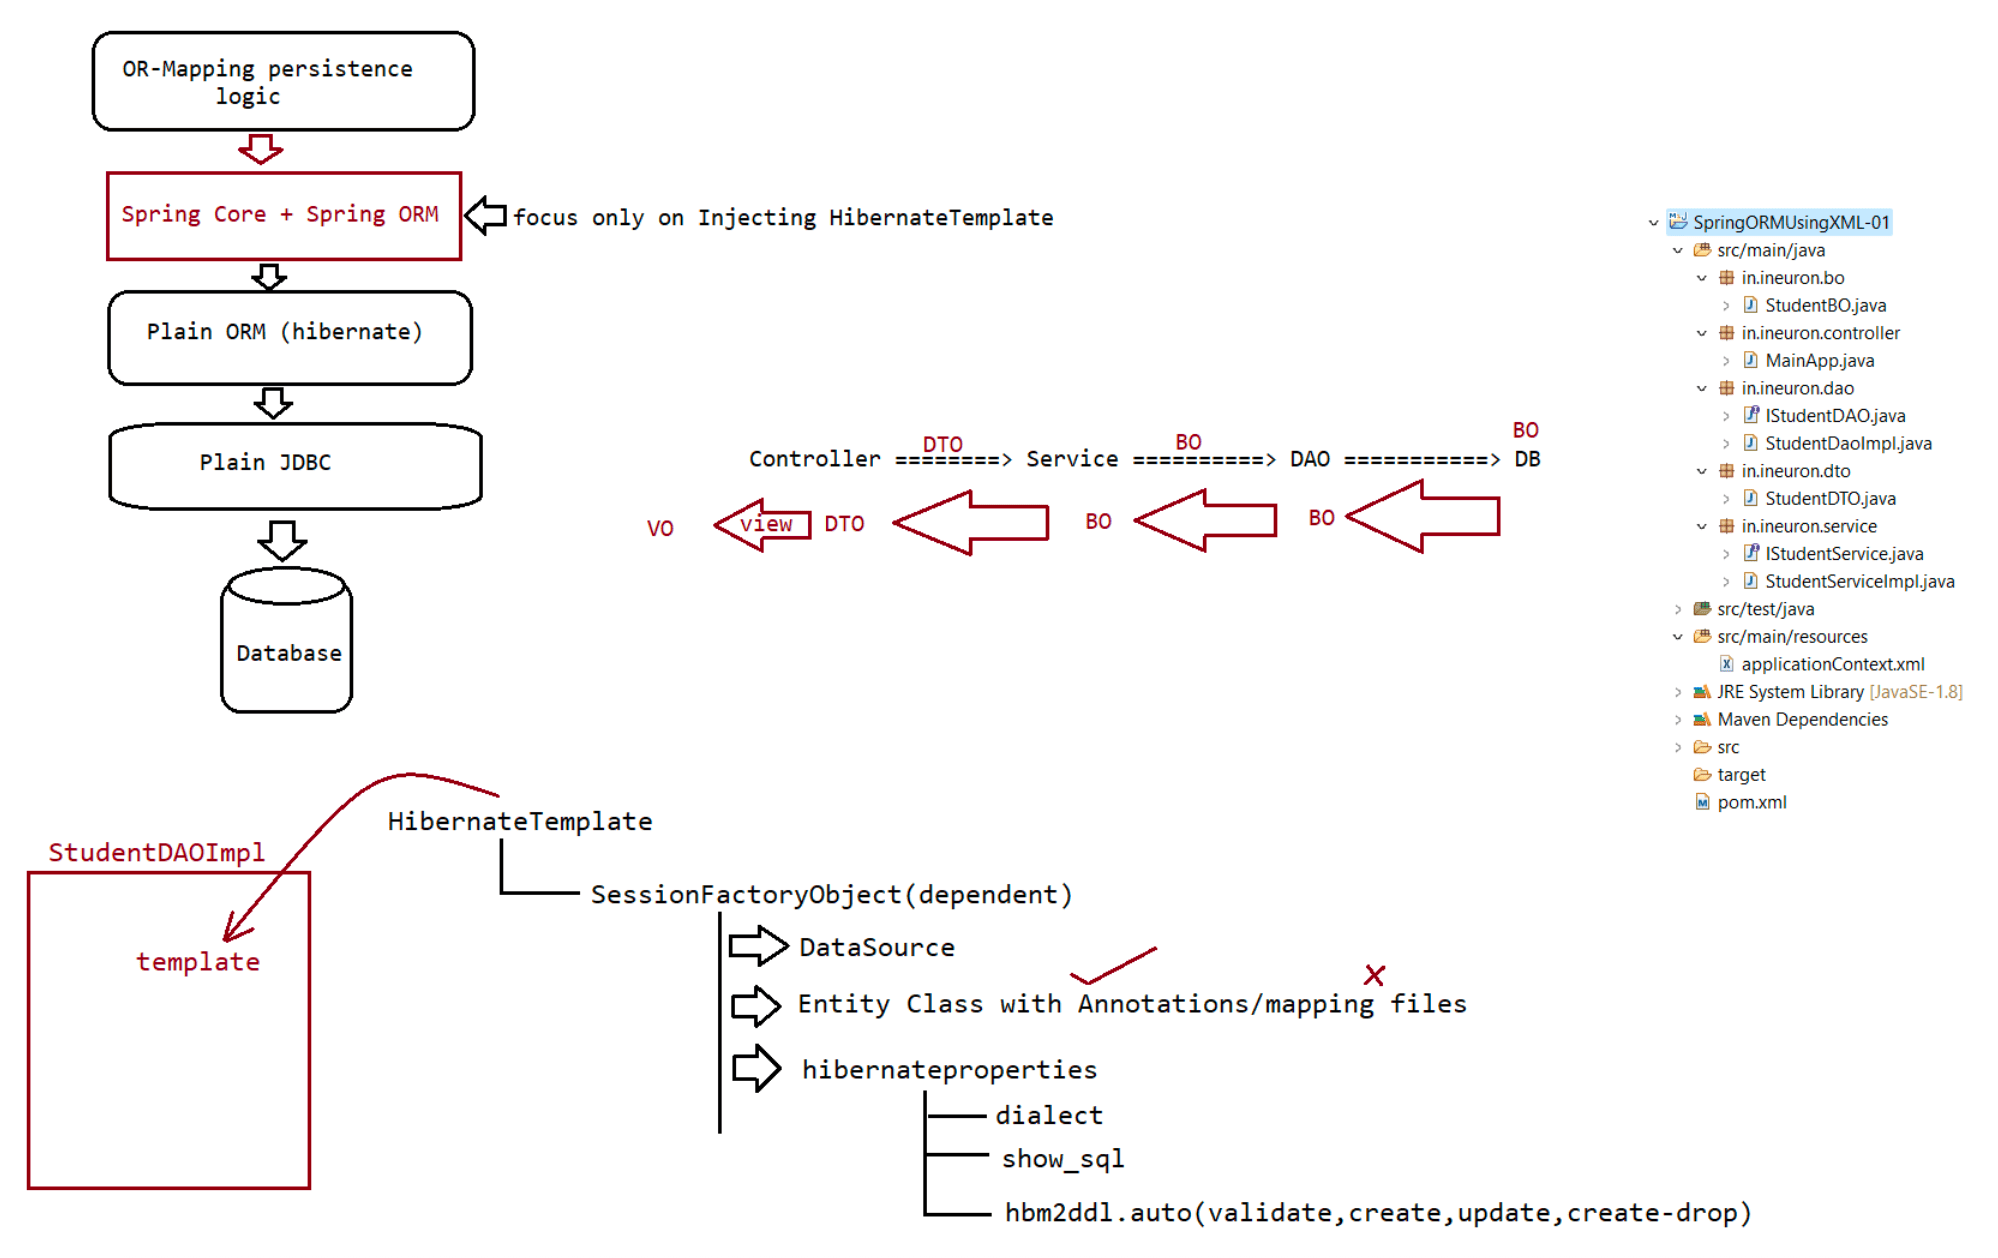 OR-Mapping persistence
logic
Spring Core + Spring ORM
focus only on Injecting HibernateTemplate
Plain ORM (hibernate)
Plain JDBC
Database
DTO
BO
BO
Controller ========> Service ==========> DAO ===========> DB
VO
view
DTO
BO
BO
SpringORMUsingXML-01
src/main/java
in.ineuron.bo
StudentBO.java
in.ineuron.controller
MainApp.java
in.ineuron.dao
IStudentDAO.java
StudentDaoImpl.java
in.ineuron.dto
StudentDTO.java
in.ineuron.service
IStudentService.java
StudentServiceImpl.java
src/test/java
src/main/resources
applicationContext.xml
JRE System Library [JavaSE-1.8]
Maven Dependencies
src
target
pom.xml
HibernateTemplate
StudentDAOImpl
template
SessionFactoryObject(dependent)
DataSource
Entity Class with Annotations/mapping files
hibernateproperties
dialect
show_sql
hbm2ddl.auto(validate,create,update,create-drop)